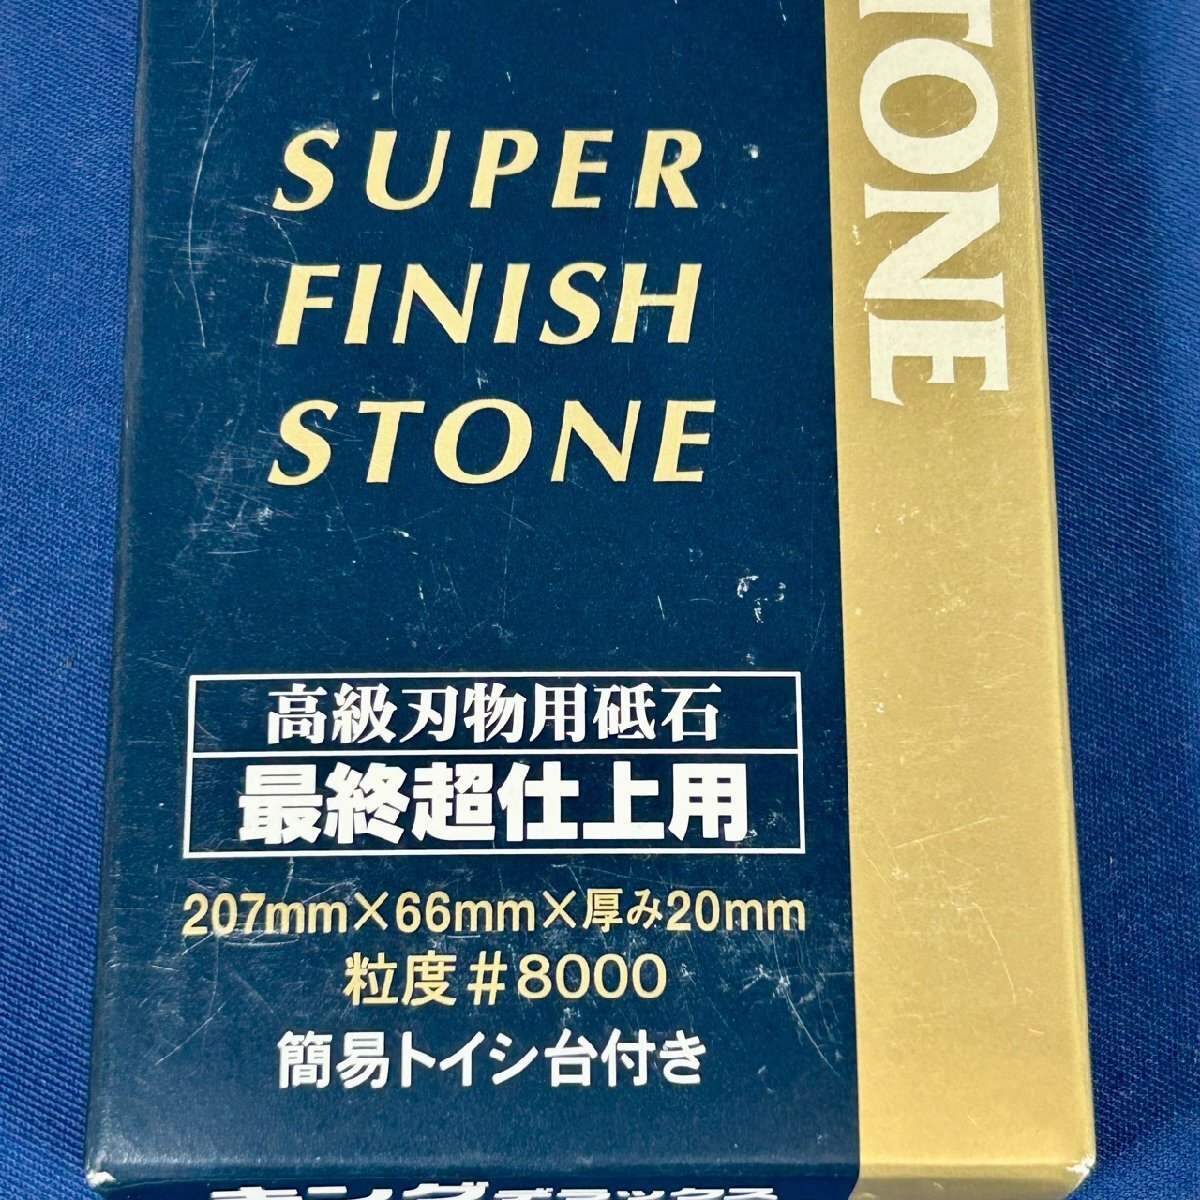 SUPER
FINISH
STONE
高級刃物用砥石
最終超仕上用
207mm×66mm×厚み20mm
粒度#8000
簡易トイシ台付き
TONE